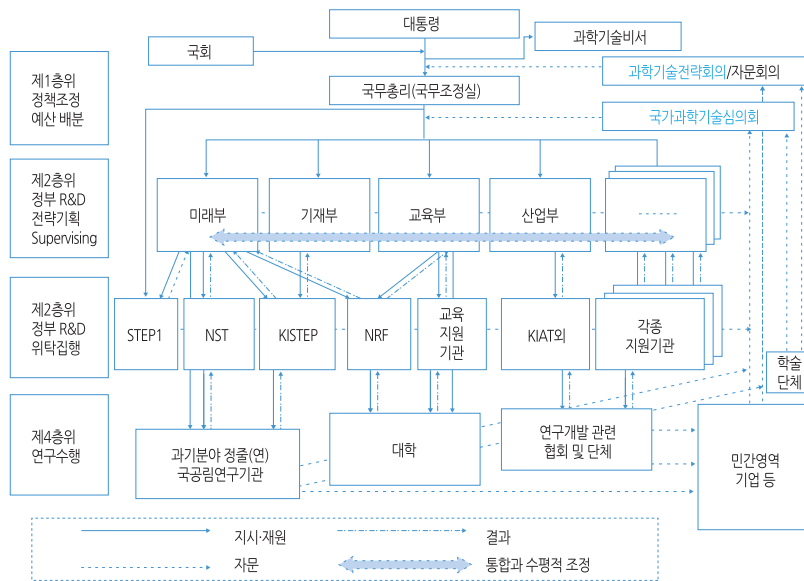 대통령
국회
과학기술비서
과학기술전략회의/자문회의
제1층위
정책조정
예산 배분
국무총리(국무조정실)
국가과학기술심의회
제2층위
정부 R&D
전략기획
Supervising
미래부
기재부
교육부
산업부
········
제2층위
정부 R&D
위탁집행
STEP1
NST
KISTEP
NRF
교육
지원
기관
KIAT외
각종
지원기관
학술
단체
제4층위
연구수행
과기분야 정줄(연)
국공림연구기관
대학
연구개발 관련
협회 및 단체
민간영역
기업 등
지시·재원
결과
자문
통합과 수평적 조정